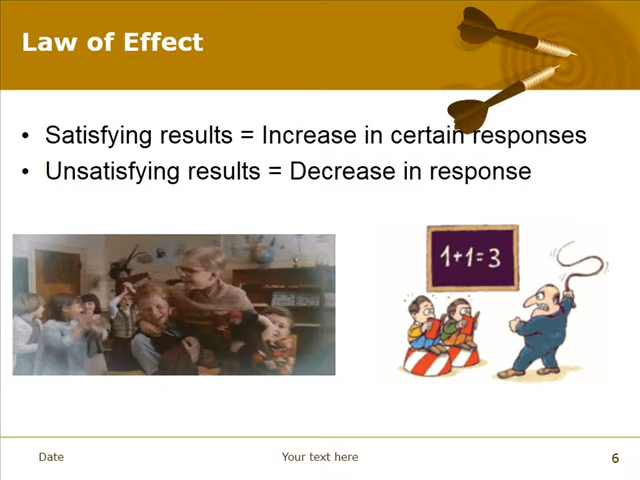 Law of Effect
• Satisfying results = Increase in certain responses
• Unsatisfying results = Decrease in response
1+1=3
Date
Your text here
6